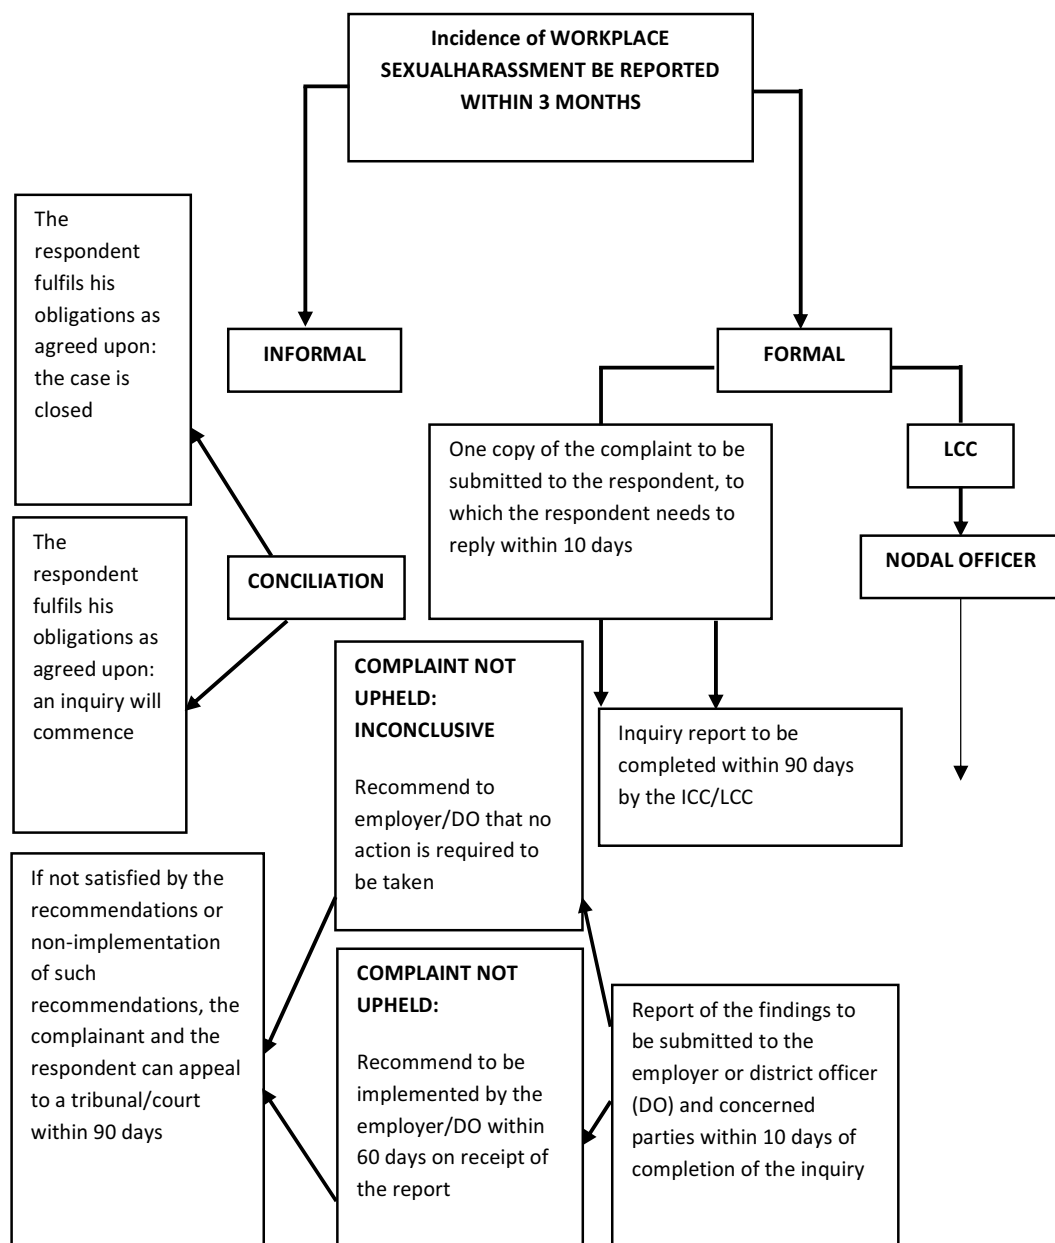 Incidence of WORKPLACE
SEXUALHARASSMENT BE REPORTED
WITHIN 3 MONTHS
The
respondent
fulfils his
obligations as
agreed upon:
the case is
closed
INFORMAL
FORMAL
One copy of the complaint to be
submitted to the respondent, to
which the respondent needs to
reply within 10 days
LCC
NODAL OFFICER
The
respondent
fulfils his
obligations as
agreed upon:
an inquiry will
commence
CONCILIATION
COMPLAINT NOT
UPHELD:
INCONCLUSIVE
Recommend to
employer/DO that no
action is required to
be taken
Inquiry report to be
completed within 90 days
by the ICC/LCC
If not satisfied by the
recommendations or
non-implementation
of such
recommendations, the
complainant and the
respondent can appeal
to a tribunal/court
within 90 days
COMPLAINT NOT
UPHELD:
Recommend to be
implemented by the
employer/DO within
60 days on receipt of
the report
Report of the findings to
be submitted to the
employer or district officer
(DO) and concerned
parties within 10 days of
completion of the inquiry